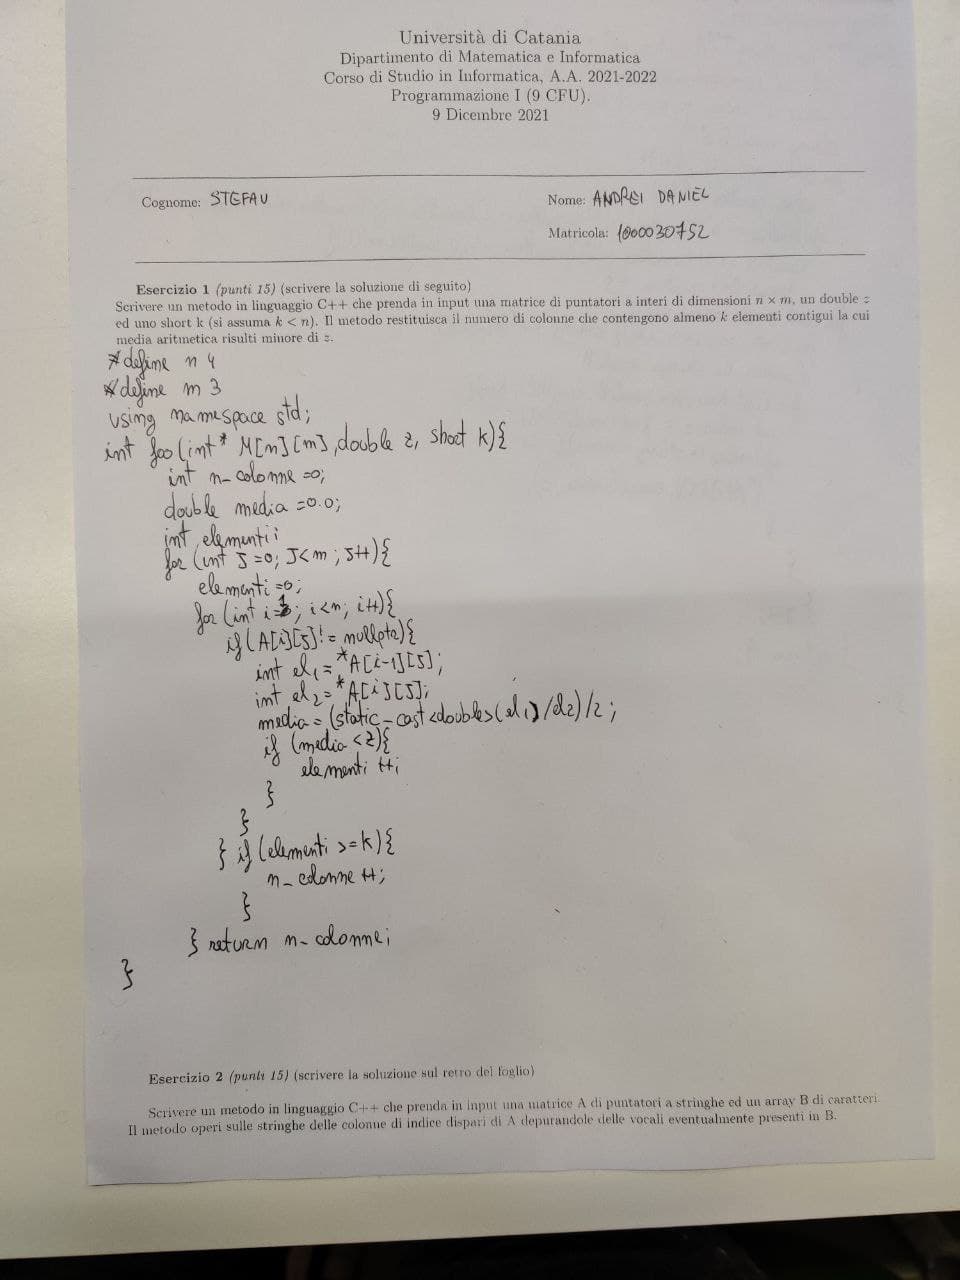 Università di Catania
Dipartimento di Matematica e Informatica
Corso di Studio in Informatica, A.A. 2021-2022
Programmazione I (9 CFU).
9 Dicembre 2021
Cognome: STEFAU
Nome: ANDREI DANIEL
Matricola: 1000030752
Esercizio 1 (punti 15) (scrivere la soluzione di seguito)
Scrivere un metodo in linguaggio C++ che prenda in input una matrice di puntatori a interi di dimensioni n × m, un double z
ed uno short k (si assuma k < n). Il metodo restituisca il numero di colonne che contengono almeno k elementi contigui la cui
media aritmetica risulti minore di z.
#define n 4
#define m 3
using namespace std;
int foo(int* M[n][m], double z, short k){
int n_colonne =0;
double media =0.0;
int elementi;
for (int J=0; J<m; J++){
elementi=0;
for (int i=1; i<n; i++){
if(A[i][J]!= nullptr){
int el1=*A[i-1][J];
int el2=*A[i][J];
media=(static_cast<double>(el1)/el2)/2;
if (media<z){
elementi ++;
}
}
} if(elementi >=k){
n_colonne ++;
}
} return n_colonne;
}
Esercizio 2 (punti 15) (scrivere la soluzione sul retro del foglio)
Scrivere un metodo in linguaggio C++ che prenda in input una matrice A di puntatori a stringhe ed un array B di caratteri.
Il metodo operi sulle stringhe delle colonne di indice dispari di A depurandole delle vocali eventualmente presenti in B.